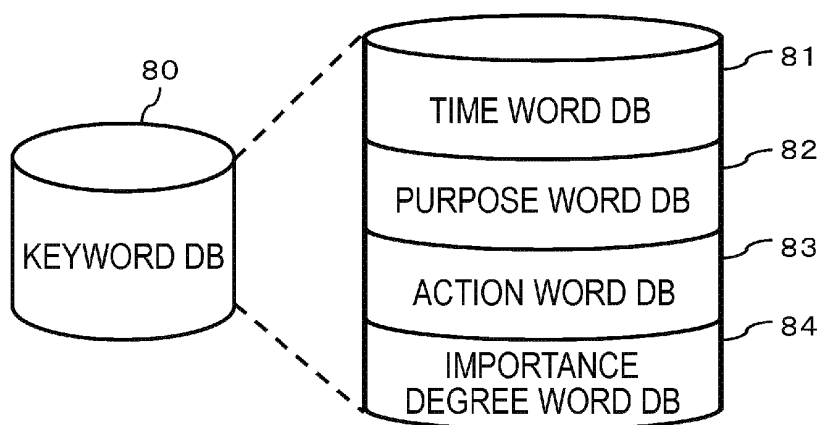 80
KEYWORD DB
81
TIME WORD DB
82
PURPOSE WORD DB
83
ACTION WORD DB
84
IMPORTANCE
DEGREE WORD DB